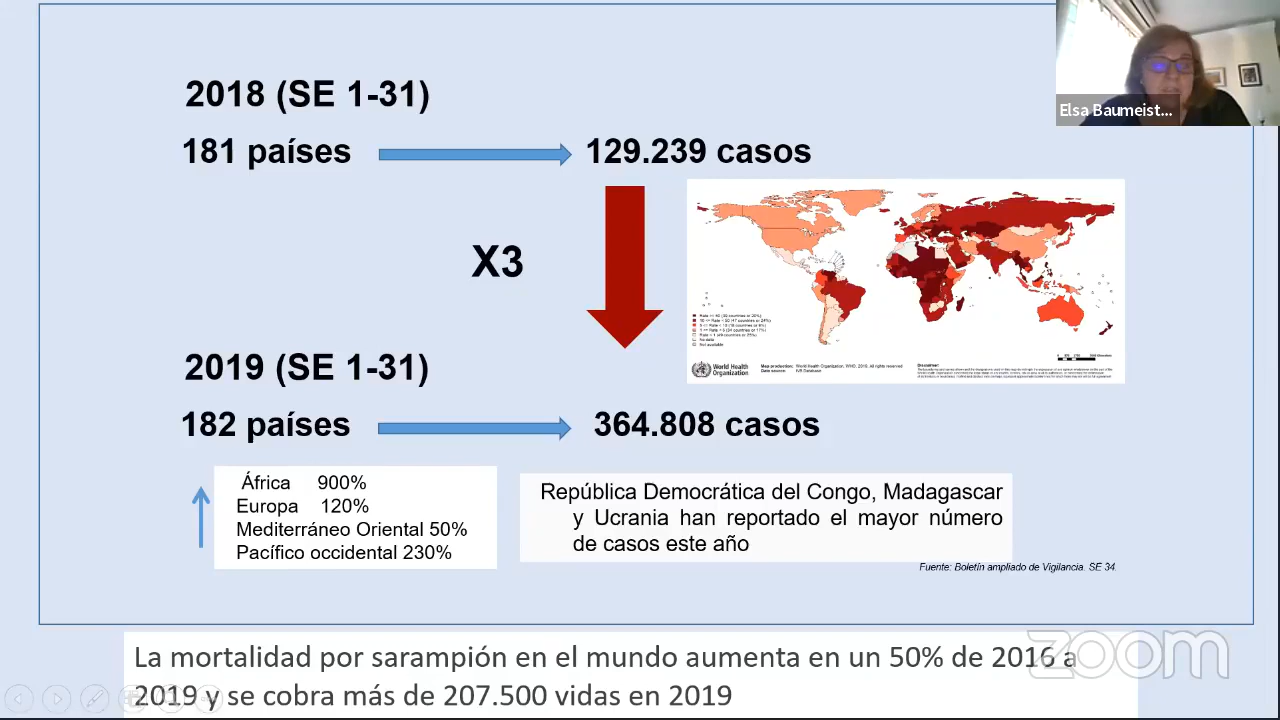 2018 (SE 1-31)
Elsa Baumeist...
181 países
129.239 casos
X3
World Health
Organization
2019 (SE 1-31)
182 países
364.808 casos
África 900%
Europa 120%
Mediterráneo Oriental 50%
Pacífico occidental 230%
República Democrática del Congo, Madagascar
y Ucrania han reportado el mayor número
de casos este año
Fuente: Boletín ampliado de Vigilancia. SE 34.
La mortalidad por sarampión en el mundo aumenta en un 50% de 2016 a
2019 y se cobra más de 207.500 vidas en 2019
zoom